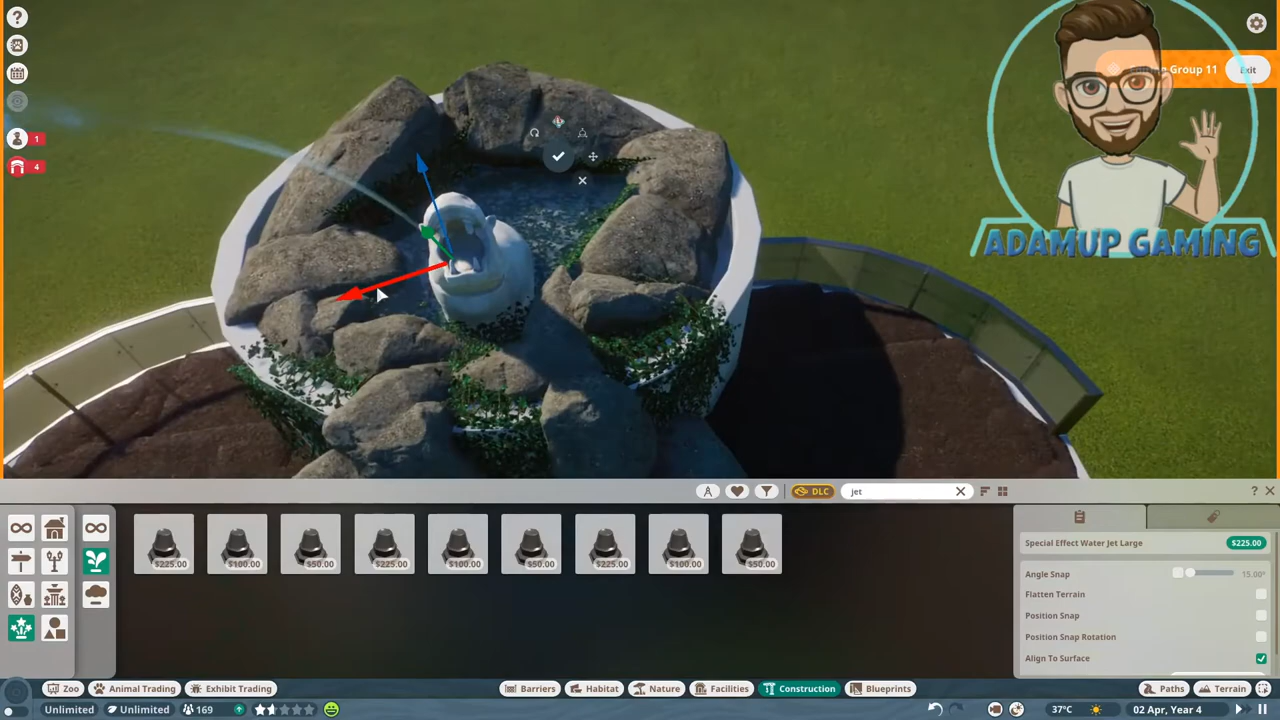 ?
Group 11
Exit
1
4
ADAMUP GAMING
DLC
jet
?
$225.00
$100.00
$50.00
$225.00
$100.00
$50.00
$225.00
$100.00
$50.00
Special Effect Water Jet Large
$225.00
Angle Snap
15.00°
Flatten Terrain
Position Snap
Position Snap Rotation
Align To Surface
Zoo
Animal Trading
Exhibit Trading
Barriers
Habitat
Nature
Facilities
Construction
Blueprints
Paths
Terrain
Unlimited
Unlimited
169
37°C
02 Apr, Year 4